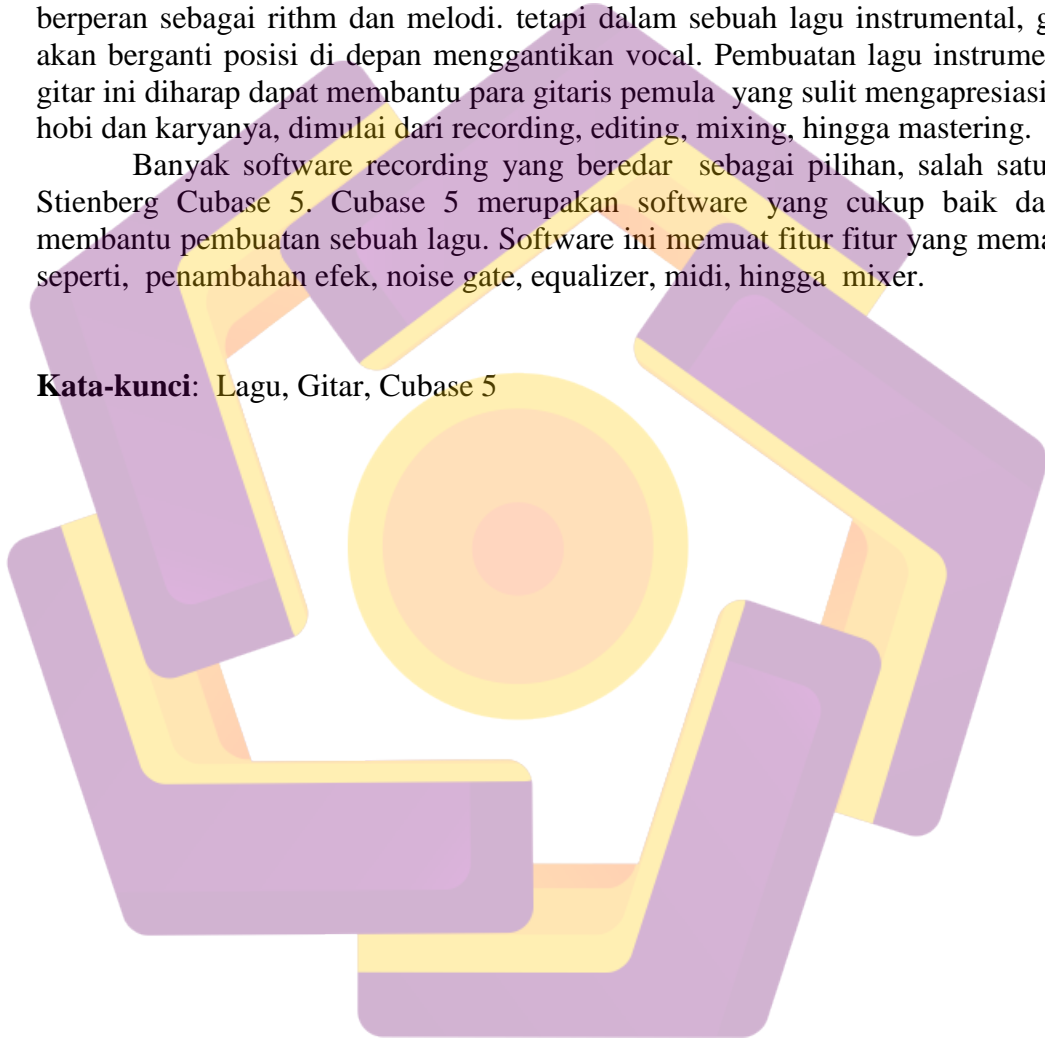 berperan sebagai rithm dan melodi. tetapi dalam sebuah lagu instrumental,
akan berganti posisi di depan menggantikan vocal. Pembuatan lagu
gitar ini diharap dapat membantu para gitaris pemula yang sulit mengapresiasi
hobi dan karyanya, dimulai dari recording, editing, mixing, hingga mastering.
Banyak software recording yang beredar sebagai pilihan, salah
Stienberg Cubase 5. Cubase 5 merupakan software yang cukup baik
membantu pembuatan sebuah lagu. Software ini memuat fitur fitur yang
seperti, penambahan efek, noise gate, equalizer, midi, hingga mixer.
Kata-kunci: Lagu, Gitar, Cubase 5